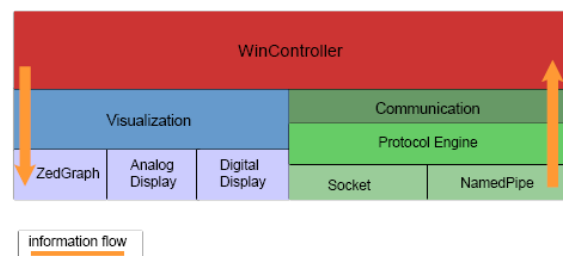 WinController
Visualization
Communication
Protocol Engine
ZedGraph
Analog
Display
Digital
Display
Socket
NamedPipe
information flow